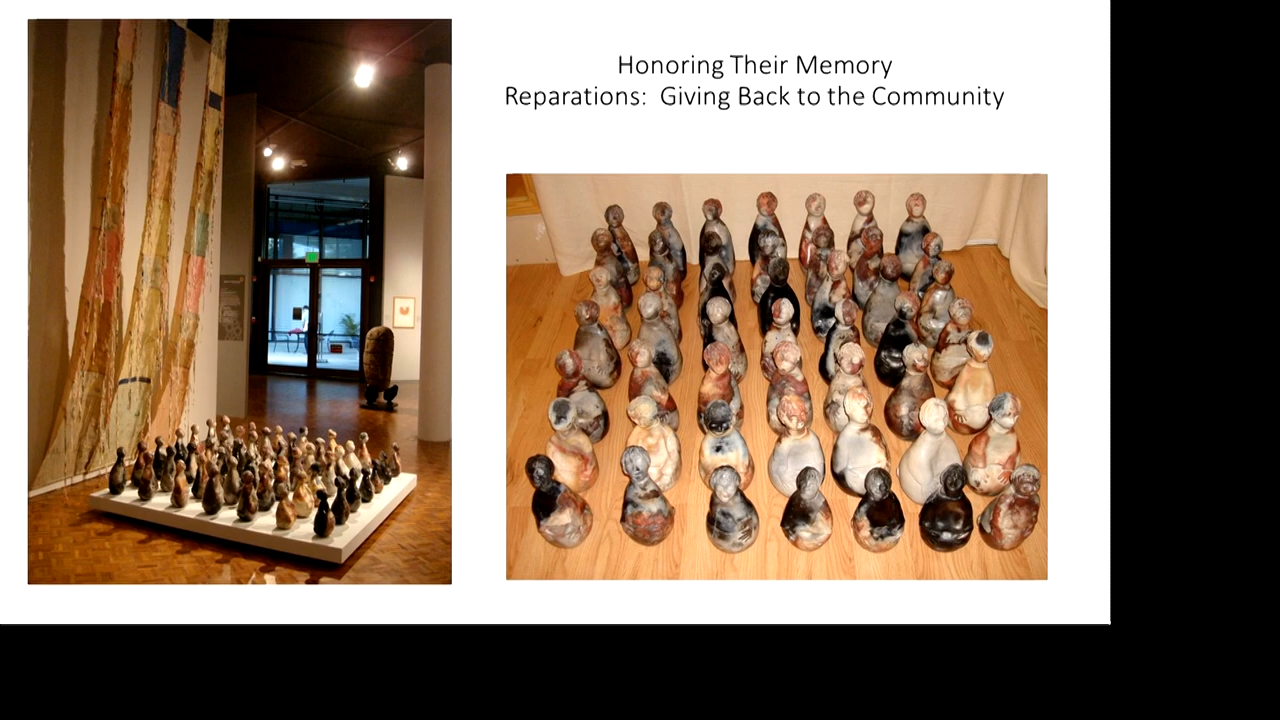 Honoring Their Memory
Reparations:  Giving Back to the Community